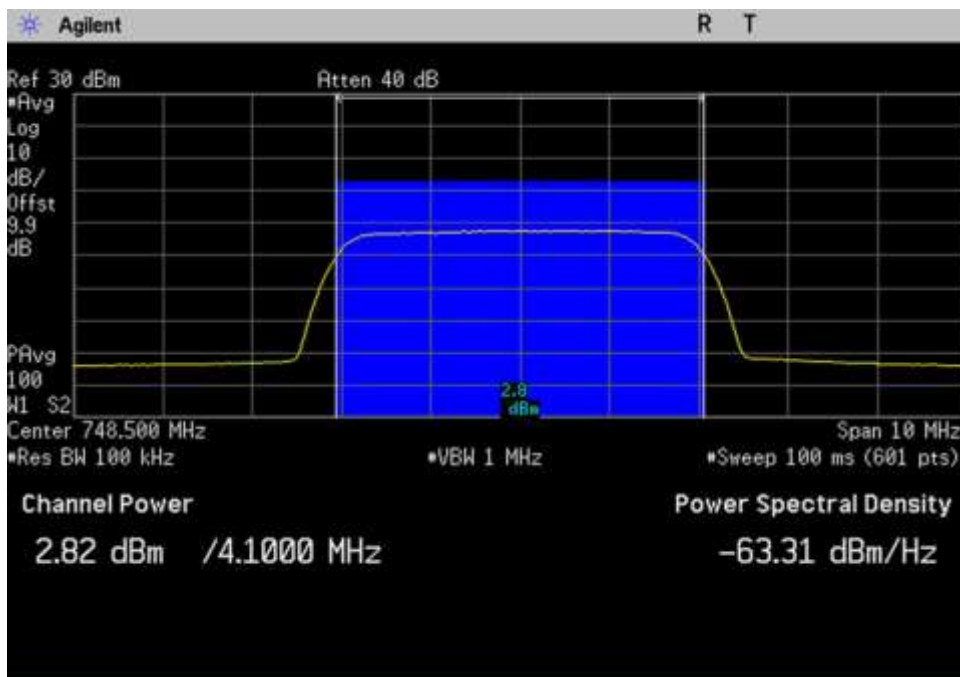 Agilent R T
Ref 30 dBm Atten 40 dB
#Avg
Log
10
dB/
Offst
9.9
dB
PAvg
100
W1 S2
2.8
dBm
Center 748.500 MHz Span 10 MHz
#Res BW 100 kHz #VBW 1 MHz #Sweep 100 ms (601 pts)
Channel Power Power Spectral Density
2.82 dBm /4.1000 MHz -63.31 dBm/Hz